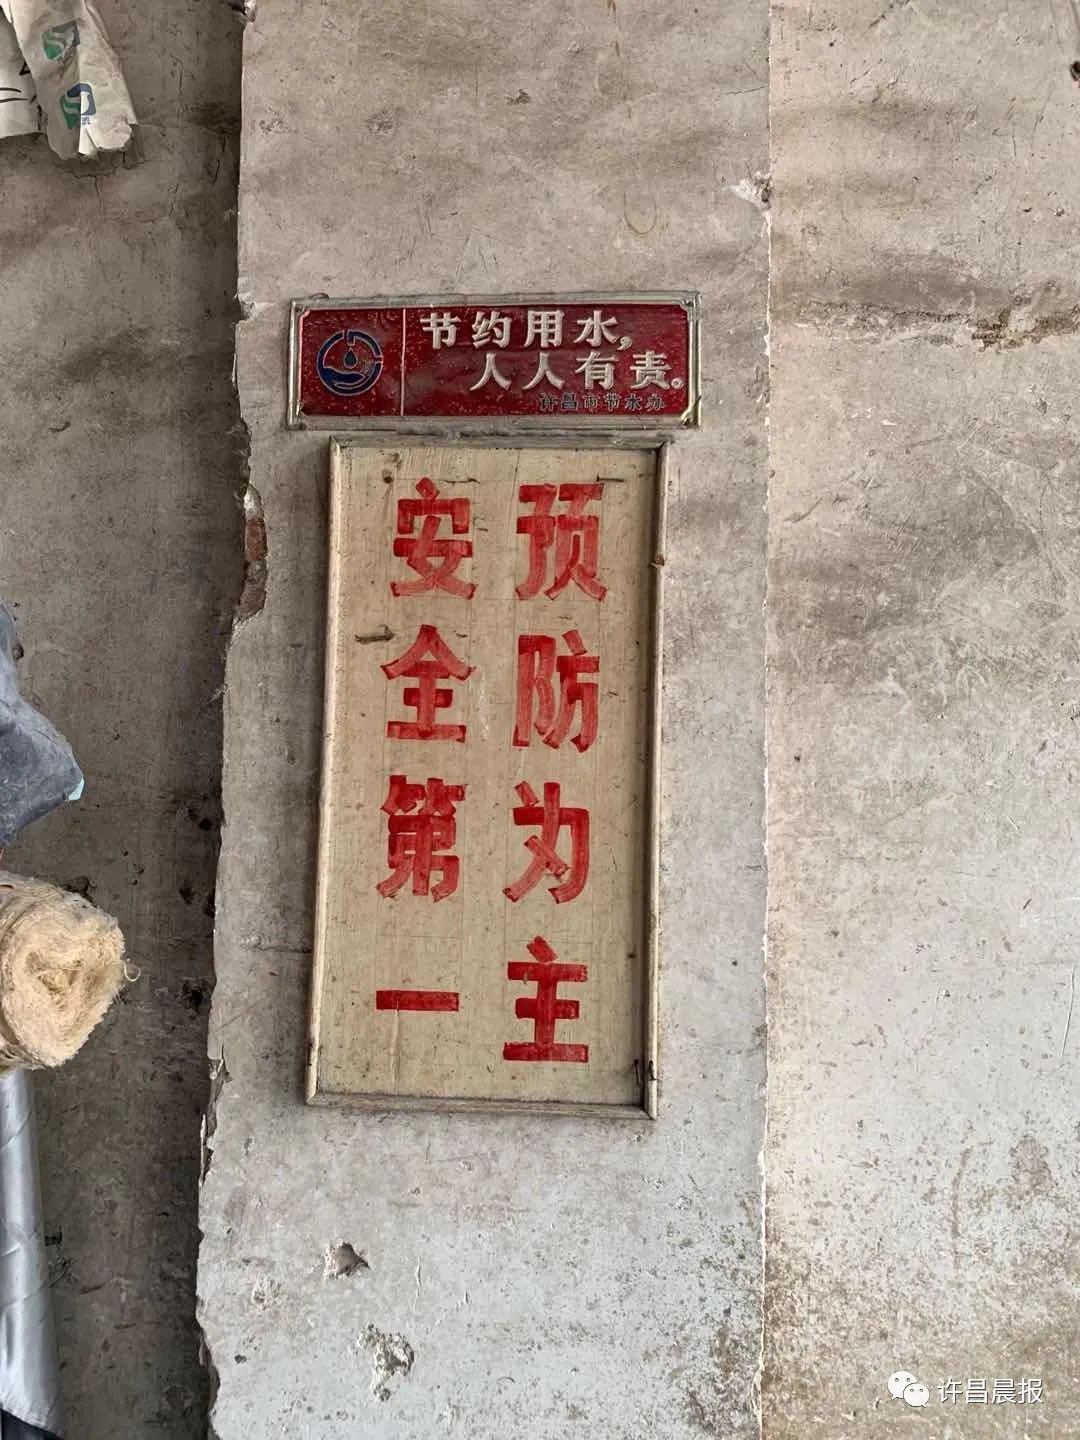 节约用水，
人人有责。
许昌市节水办
安全第一
预防为主
许昌晨报